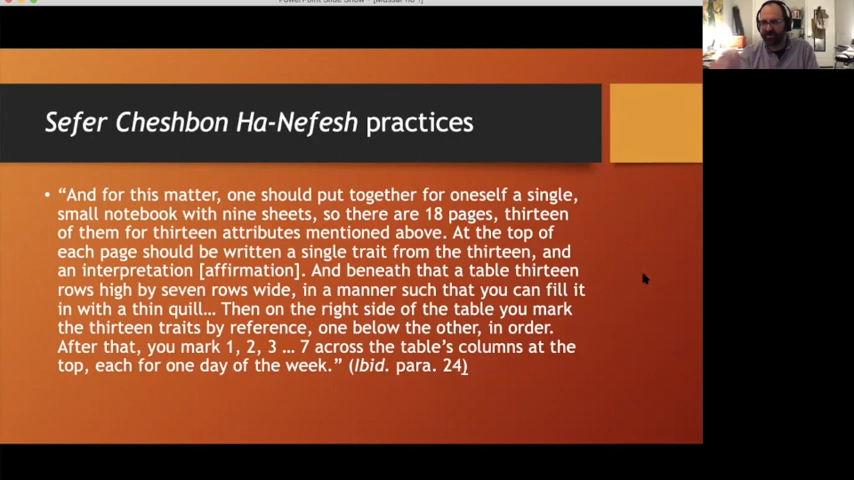 PowerPoint Slide Show - [Mussar
Sefer Cheshbon Ha-Nefesh practices
• “And for this matter, one should put together for oneself a single,
small notebook with nine sheets, so there are 18 pages, thirteen
of them for thirteen attributes mentioned above. At the top of
each page should be written a single trait from the thirteen, and
an interpretation [affirmation]. And beneath that a table thirteen
rows high by seven rows wide, in a manner such that you can fill it
in with a thin quill… Then on the right side of the table you mark
the thirteen traits by reference, one below the other, in order.
After that, you mark 1, 2, 3 … 7 across the table’s columns at the
top, each for one day of the week.” (Ibid. para. 24)